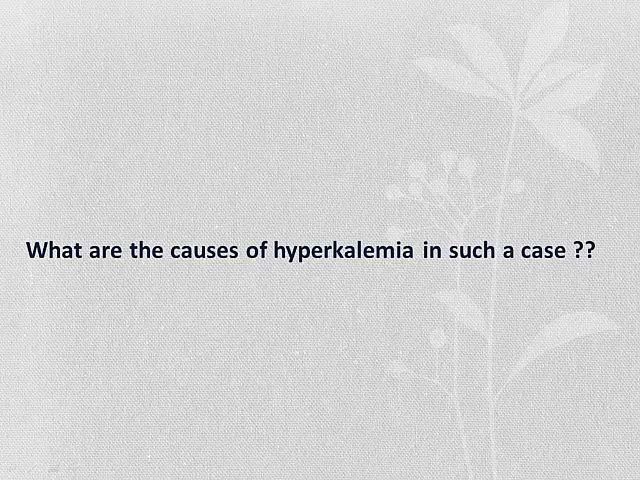 What are the causes of hyperkalemia in such a case ??